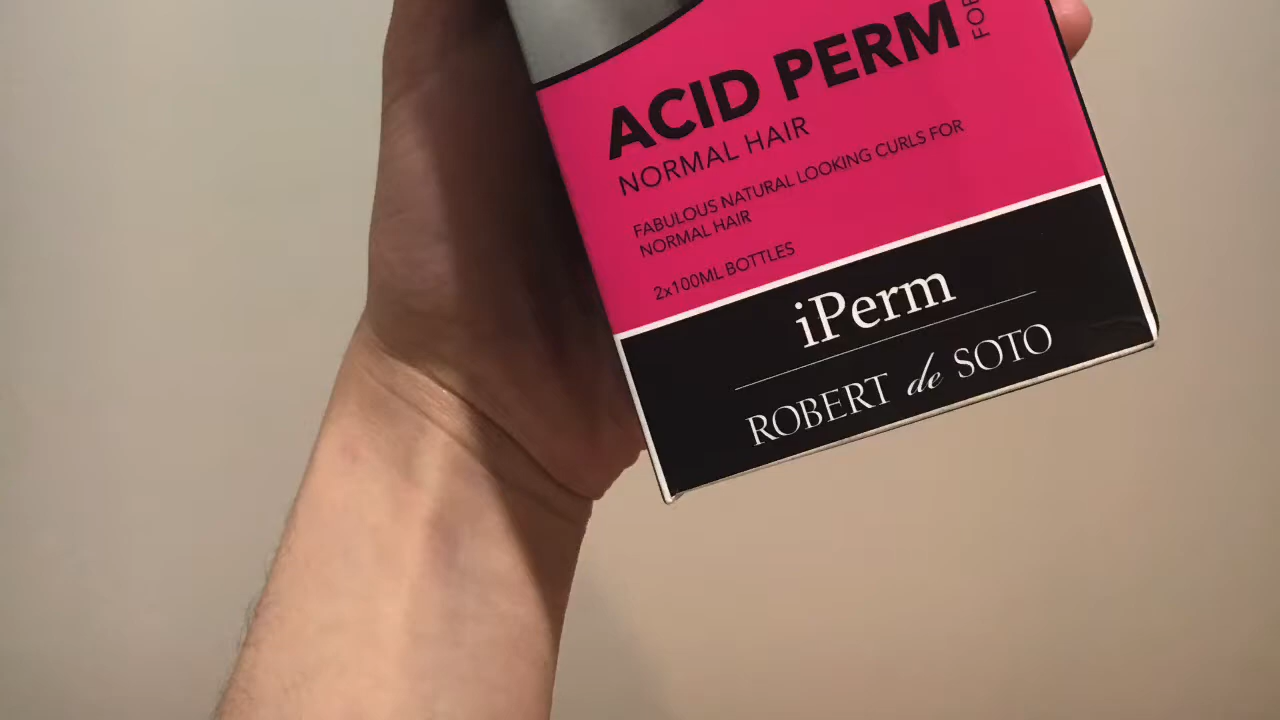 ACID PERM
NORMAL HAIR
FABULOUS NATURAL LOOKING CURLS FOR
NORMAL HAIR
2x100ML BOTTLES
iPerm
ROBERT de SOTO